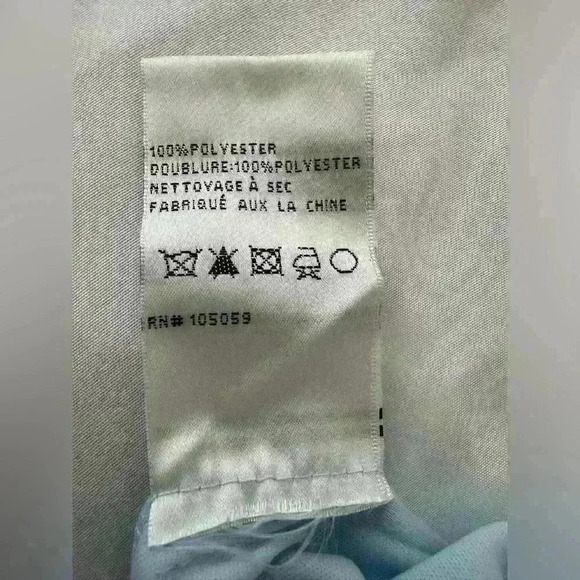 100%POLYESTER
DOUBLURE:100%POLYESTER
NETTOYAGE À SEC
FABRIQUÉ AUX LA CHINE
RN# 105059